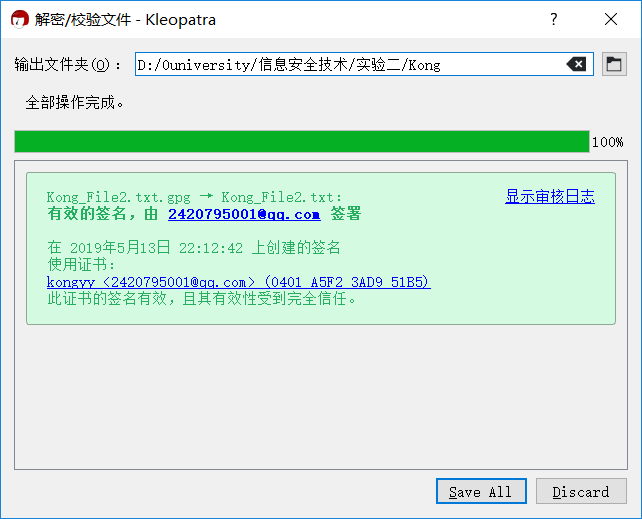 解密/校验文件 - Kleopatra
输出文件夹(O): D:/0university/信息安全技术/实验二/Kong
全部操作完成。
100%
Kong_File2.txt.gpg → Kong_File2.txt: 显示审核日志
有效的签名，由 2420795001@qq.com 签署
在 2019年5月13日 22:12:42 上创建的签名
使用证书:
kongyy <2420795001@qq.com> (0401 A5F2 3AD9 51B5)
此证书的签名有效，且其有效性受到完全信任。
Save All Discard